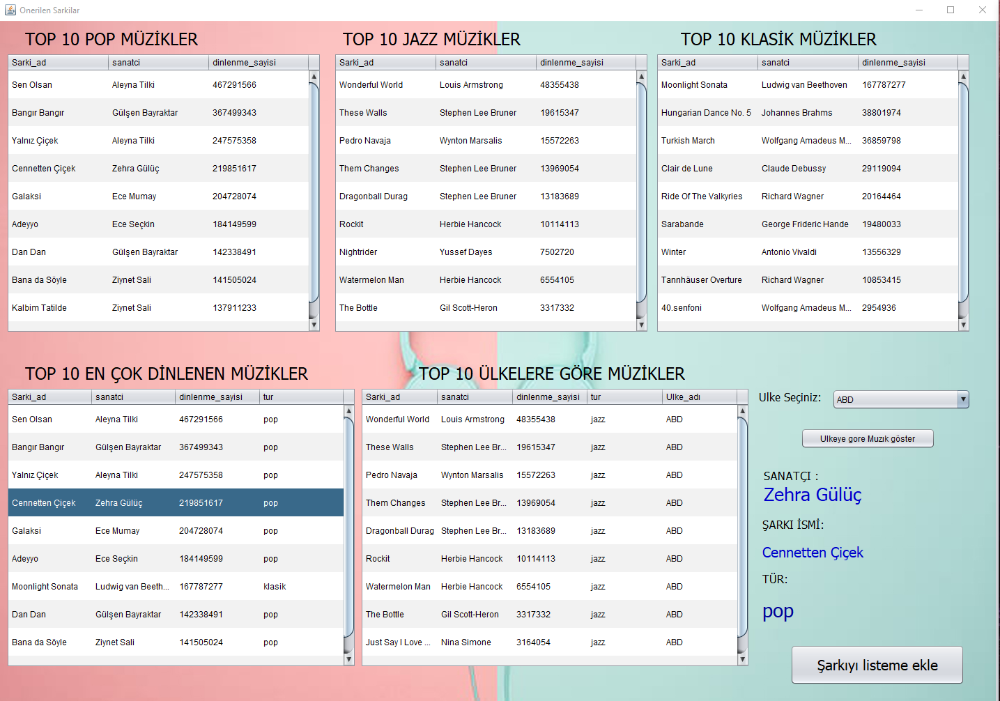 Onerilen Sarkilar
TOP 10 POP MÜZİKLER
Sarki_ad sanatci dinlenme_sayisi
Sen Olsan Aleyna Tilki 467291566
Bangır Bangır Gülşen Bayraktar 367499343
Yalnız Çiçek Aleyna Tilki 247575358
Cennetten Çiçek Zehra Gülüç 219851617
Galaksi Ece Mumay 204728074
Adeyyo Ece Seçkin 184149599
Dan Dan Gülşen Bayraktar 142338491
Bana da Söyle Ziynet Sali 141505024
Kalbim Tatilde Ziynet Sali 137911233
TOP 10 JAZZ MÜZİKLER
Sarki_ad sanatci dinlenme_sayisi
Wonderful World Louis Armstrong 48355438
These Walls Stephen Lee Bruner 19615347
Pedro Navaja Wynton Marsalis 15572263
Them Changes Stephen Lee Bruner 13969054
Dragonball Durag Stephen Lee Bruner 13183689
Rockit Herbie Hancock 10114113
Nightrider Yussef Dayes 7502720
Watermelon Man Herbie Hancock 6554105
The Bottle Gil Scott-Heron 3317332
TOP 10 KLASİK MÜZİKLER
Sarki_ad sanatci dinlenme_sayisi
Moonlight Sonata Ludwig van Beethoven 167787277
Hungarian Dance No. 5 Johannes Brahms 38801974
Turkish March Wolfgang Amadeus M... 36859798
Clair de Lune Claude Debussy 29119094
Ride Of The Valkyries Richard Wagner 20164464
Sarabande George Frideric Hande 19480033
Winter Antonio Vivaldi 13556329
Tannhäuser Overture Richard Wagner 10853415
40.senfoni Wolfgang Amadeus M... 2954936
TOP 10 EN ÇOK DİNLENEN MÜZİKLER
Sarki_ad sanatci dinlenme_sayisi tur
Sen Olsan Aleyna Tilki 467291566 pop
Bangır Bangır Gülşen Bayraktar 367499343 pop
Yalnız Çiçek Aleyna Tilki 247575358 pop
Cennetten Çiçek Zehra Gülüç 219851617 pop
Galaksi Ece Mumay 204728074 pop
Adeyyo Ece Seçkin 184149599 pop
Moonlight Sonata Ludwig van Beeth... 167787277 klasik
Dan Dan Gülşen Bayraktar 142338491 pop
Bana da Söyle Ziynet Sali 141505024 pop
TOP 10 ÜLKELERE GÖRE MÜZİKLER
Sarki_ad sanatci dinlenme_sayisi tur Ulke_adı
Wonderful World Louis Armstrong 48355438 jazz ABD
These Walls Stephen Lee Br... 19615347 jazz ABD
Pedro Navaja Wynton Marsalis 15572263 jazz ABD
Them Changes Stephen Lee Br... 13969054 jazz ABD
Dragonball Durag Stephen Lee Br... 13183689 jazz ABD
Rockit Herbie Hancock 10114113 jazz ABD
Watermelon Man Herbie Hancock 6554105 jazz ABD
The Bottle Gil Scott-Heron 3317332 jazz ABD
Just Say I Love ... Nina Simone 3164054 jazz ABD
Ulke Seçiniz: ABD
Ulkeye gore Muzık göster
SANATÇI :
Zehra Gülüç
ŞARKI İSMİ:
Cennetten Çiçek
TÜR:
pop
Şarkıyı listeme ekle